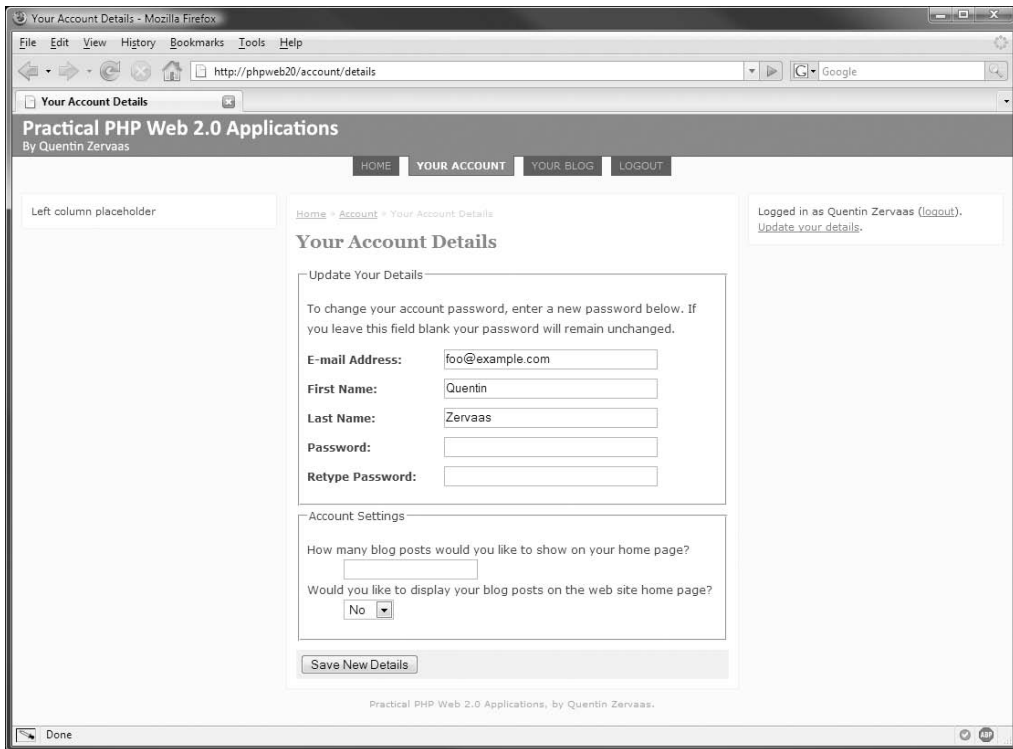 Your Account Details - Mozilla Firefox
File Edit View History Bookmarks Tools Help
http://phpweb20/account/details
Google
Your Account Details
Practical PHP Web 2.0 Applications
By Quentin Zervaas
HOME YOUR ACCOUNT YOUR BLOG LOGOUT
Left column placeholder
Home » Account » Your Account Details
Your Account Details
Update Your Details
To change your account password, enter a new password below. If
you leave this field blank your password will remain unchanged.
E-mail Address: foo@example.com
First Name: Quentin
Last Name: Zervaas
Password:
Retype Password:
Account Settings
How many blog posts would you like to show on your home page?
Would you like to display your blog posts on the web site home page?
No
Save New Details
Logged in as Quentin Zervaas (logout).
Update your details.
Practical PHP Web 2.0 Applications, by Quentin Zervaas.
Done
ABP